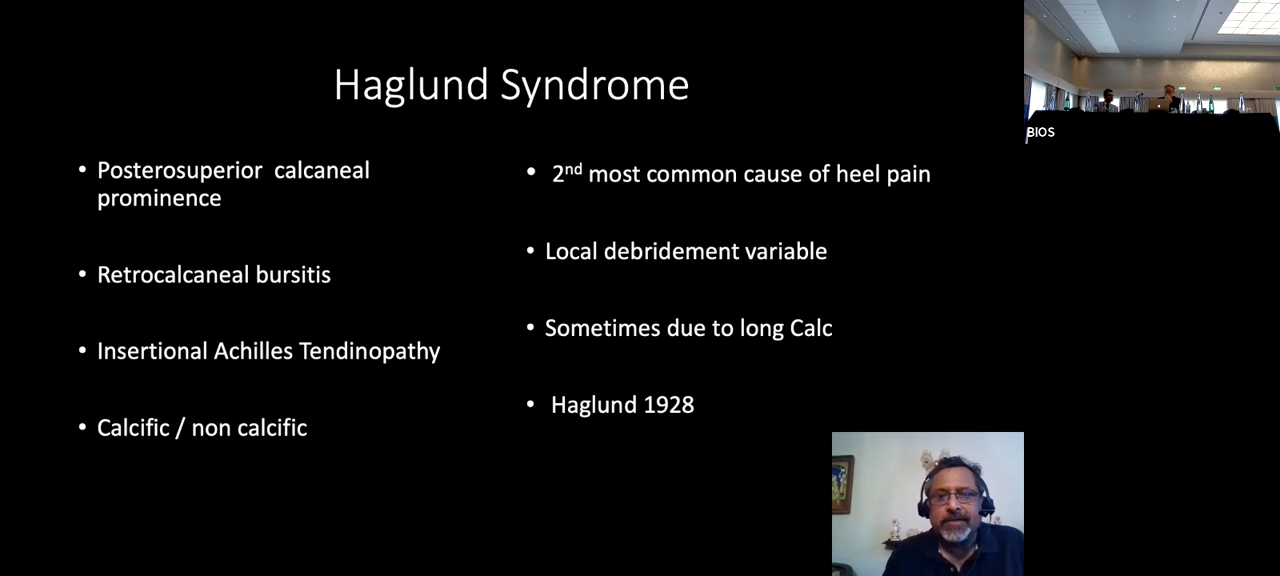 Haglund Syndrome
• Posterosuperior  calcaneal
prominence
• Retrocalcaneal bursitis
• Insertional Achilles Tendinopathy
• Calcific / non calcific
• 2nd most common cause of heel pain
• Local debridement variable
• Sometimes due to long Calc
• Haglund 1928
BIOS